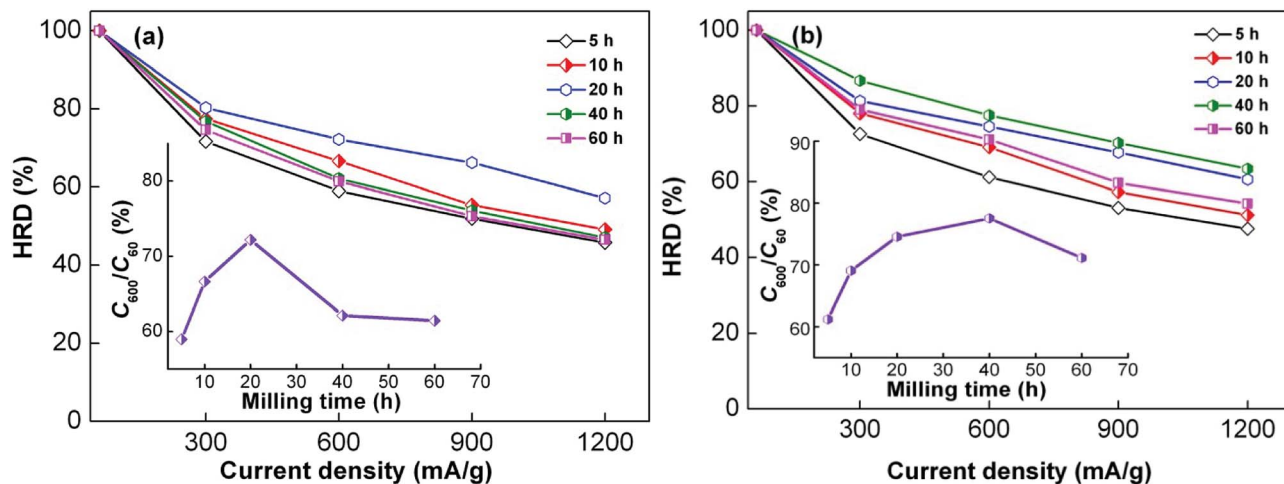 (a)
HRD (%)
100
80
60
40
20
0
300 600 900 1200
Current density (mA/g)
5 h
10 h
20 h
40 h
60 h
C600/C60 (%)
80
70
60
10 20 30 40 50 60 70
Milling time (h)
(b)
HRD (%)
100
80
60
40
20
0
300 600 900 1200
Current density (mA/g)
5 h
10 h
20 h
40 h
60 h
C600/C60 (%)
90
80
70
60
10 20 30 40 50 60 70
Milling time (h)